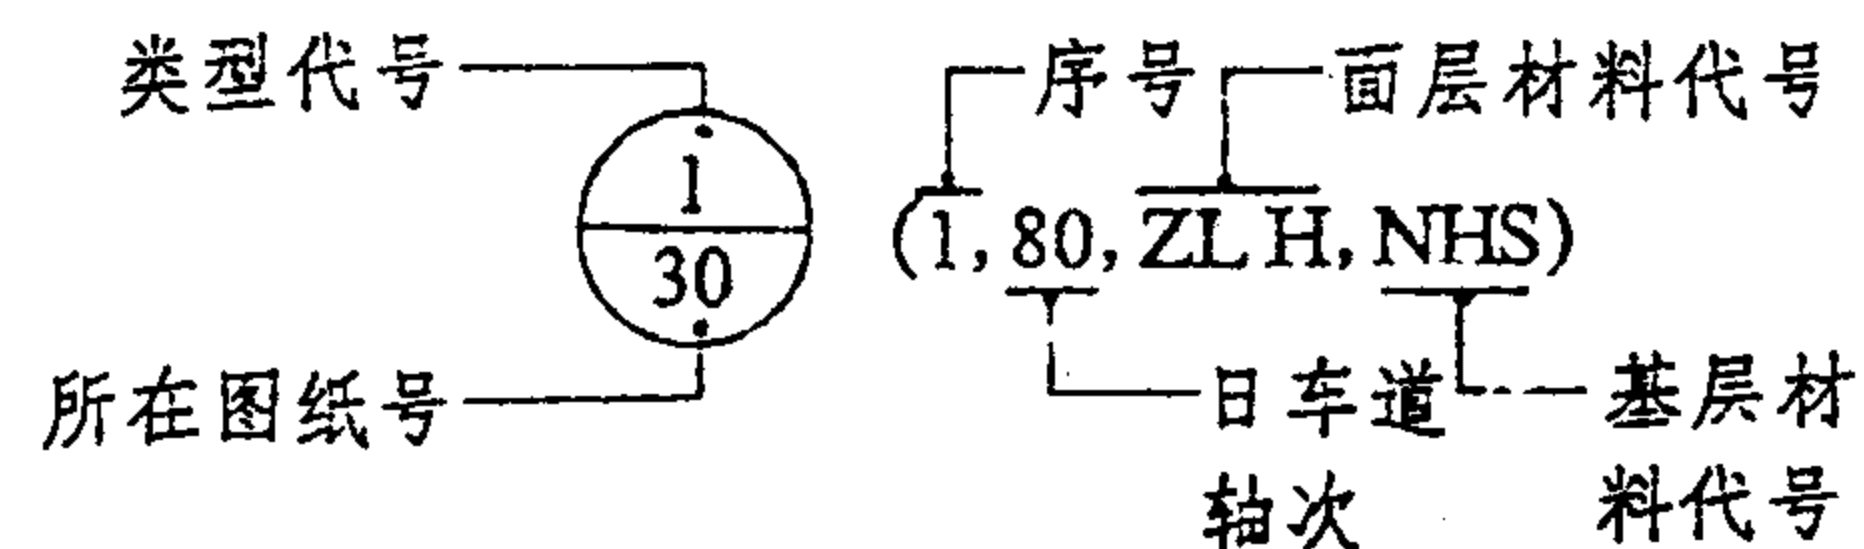 类型代号 序号 面层材料代号
1
30
(1, 80, ZL H, NHS)
所在图纸号 日车道 基层材
轴次 料代号